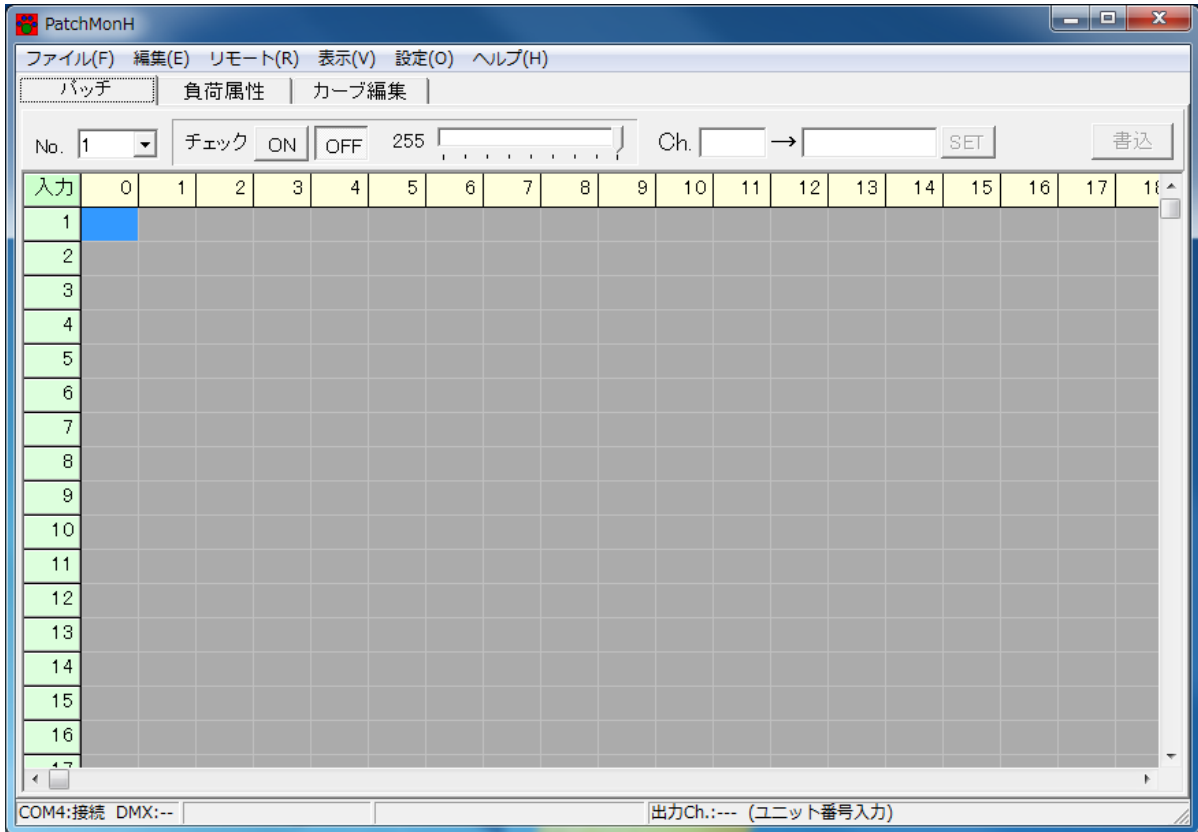 PatchMonH
ファイル(F) 編集(E) リモート(R) 表示(V) 設定(O) ヘルプ(H)
パッチ 負荷属性 カーブ編集
No. 1 チェック ON OFF 255 Ch. → SET 書込
入力 0 1 2 3 4 5 6 7 8 9 10 11 12 13 14 15 16 17 18
1
2
3
4
5
6
7
8
9
10
11
12
13
14
15
16
17
COM4:接続 DMX:-- 出力Ch.:--- (ユニット番号入力)